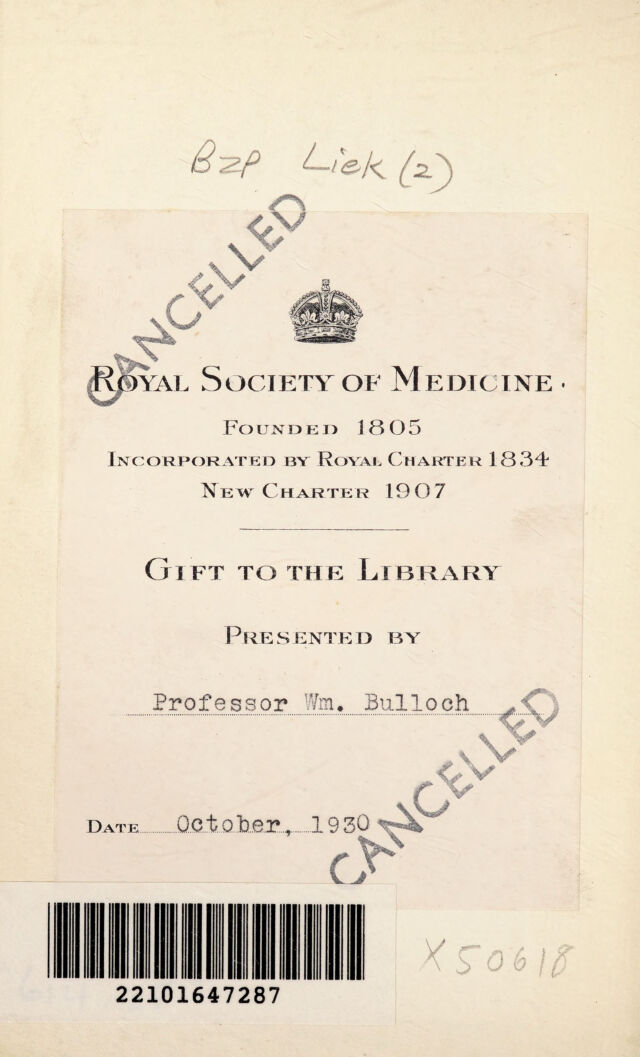 BZP Liek (2)
CANCELLED
ROYAL SOCIETY OF MEDICINE.
FOUNDED 1805
INCORPORATED BY ROYAL CHARTER 1834
NEW CHARTER 1907
GIFT TO THE LIBRARY
PRESENTED BY
Professor Wm. Bulloch
CANCELLED
DATE October, 1930
X50618
22101647287